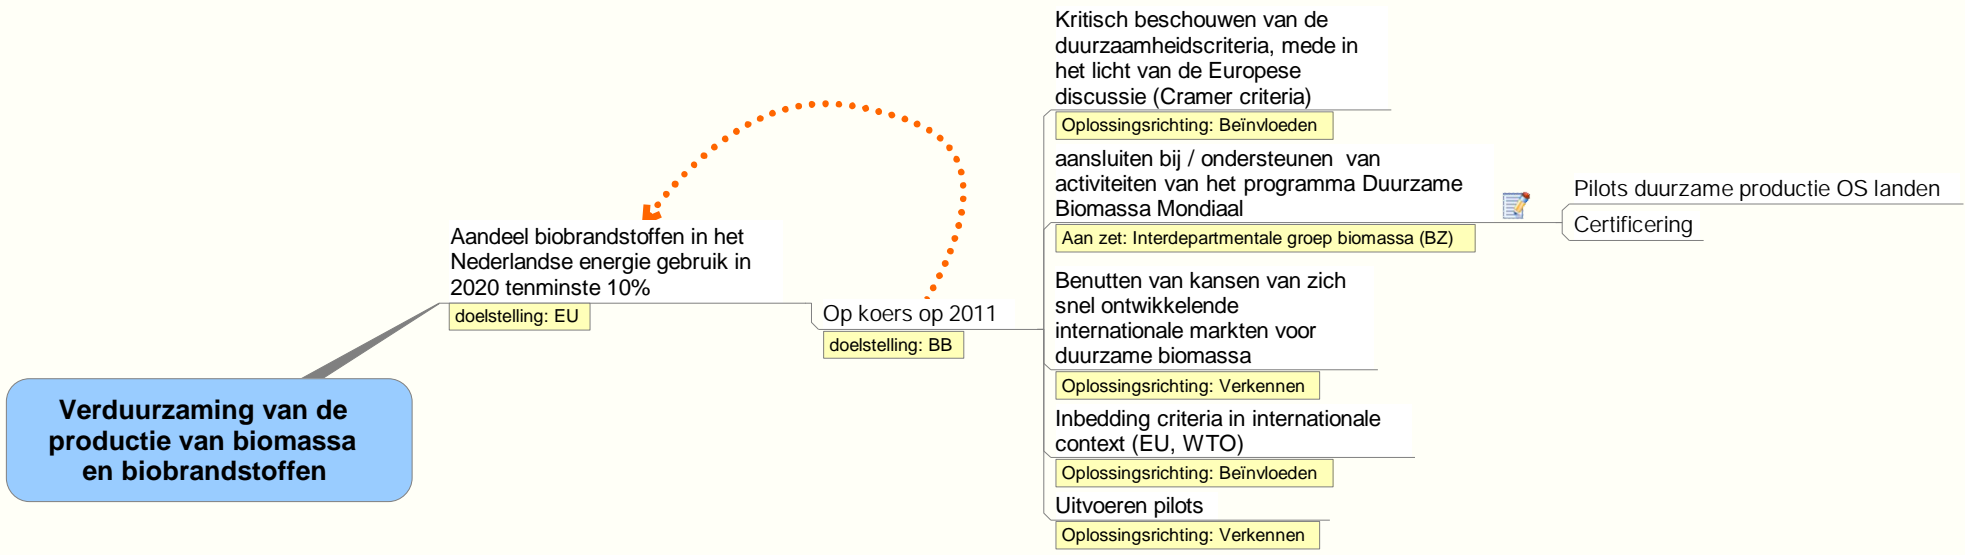 Verduurzaming van de
productie van biomassa
en biobrandstoffen
Aandeel biobrandstoffen in het
Nederlandse energie gebruik in
2020 tenminste 10%
doelstelling: EU
Op koers op 2011
doelstelling: BB
Kritisch beschouwen van de
duurzaamheidscriteria, mede in
het licht van de Europese
discussie (Cramer criteria)
Oplossingsrichting: Beïnvloeden
aansluiten bij / ondersteunen van
activiteiten van het programma Duurzame
Biomassa Mondiaal
Aan zet: Interdepartmentale groep biomassa (BZ)
Pilots duurzame productie OS landen
Certificering
Benutten van kansen van zich
snel ontwikkelende
internationale markten voor
duurzame biomassa
Oplossingsrichting: Verkennen
Inbedding criteria in internationale
context (EU, WTO)
Oplossingsrichting: Beïnvloeden
Uitvoeren pilots
Oplossingsrichting: Verkennen